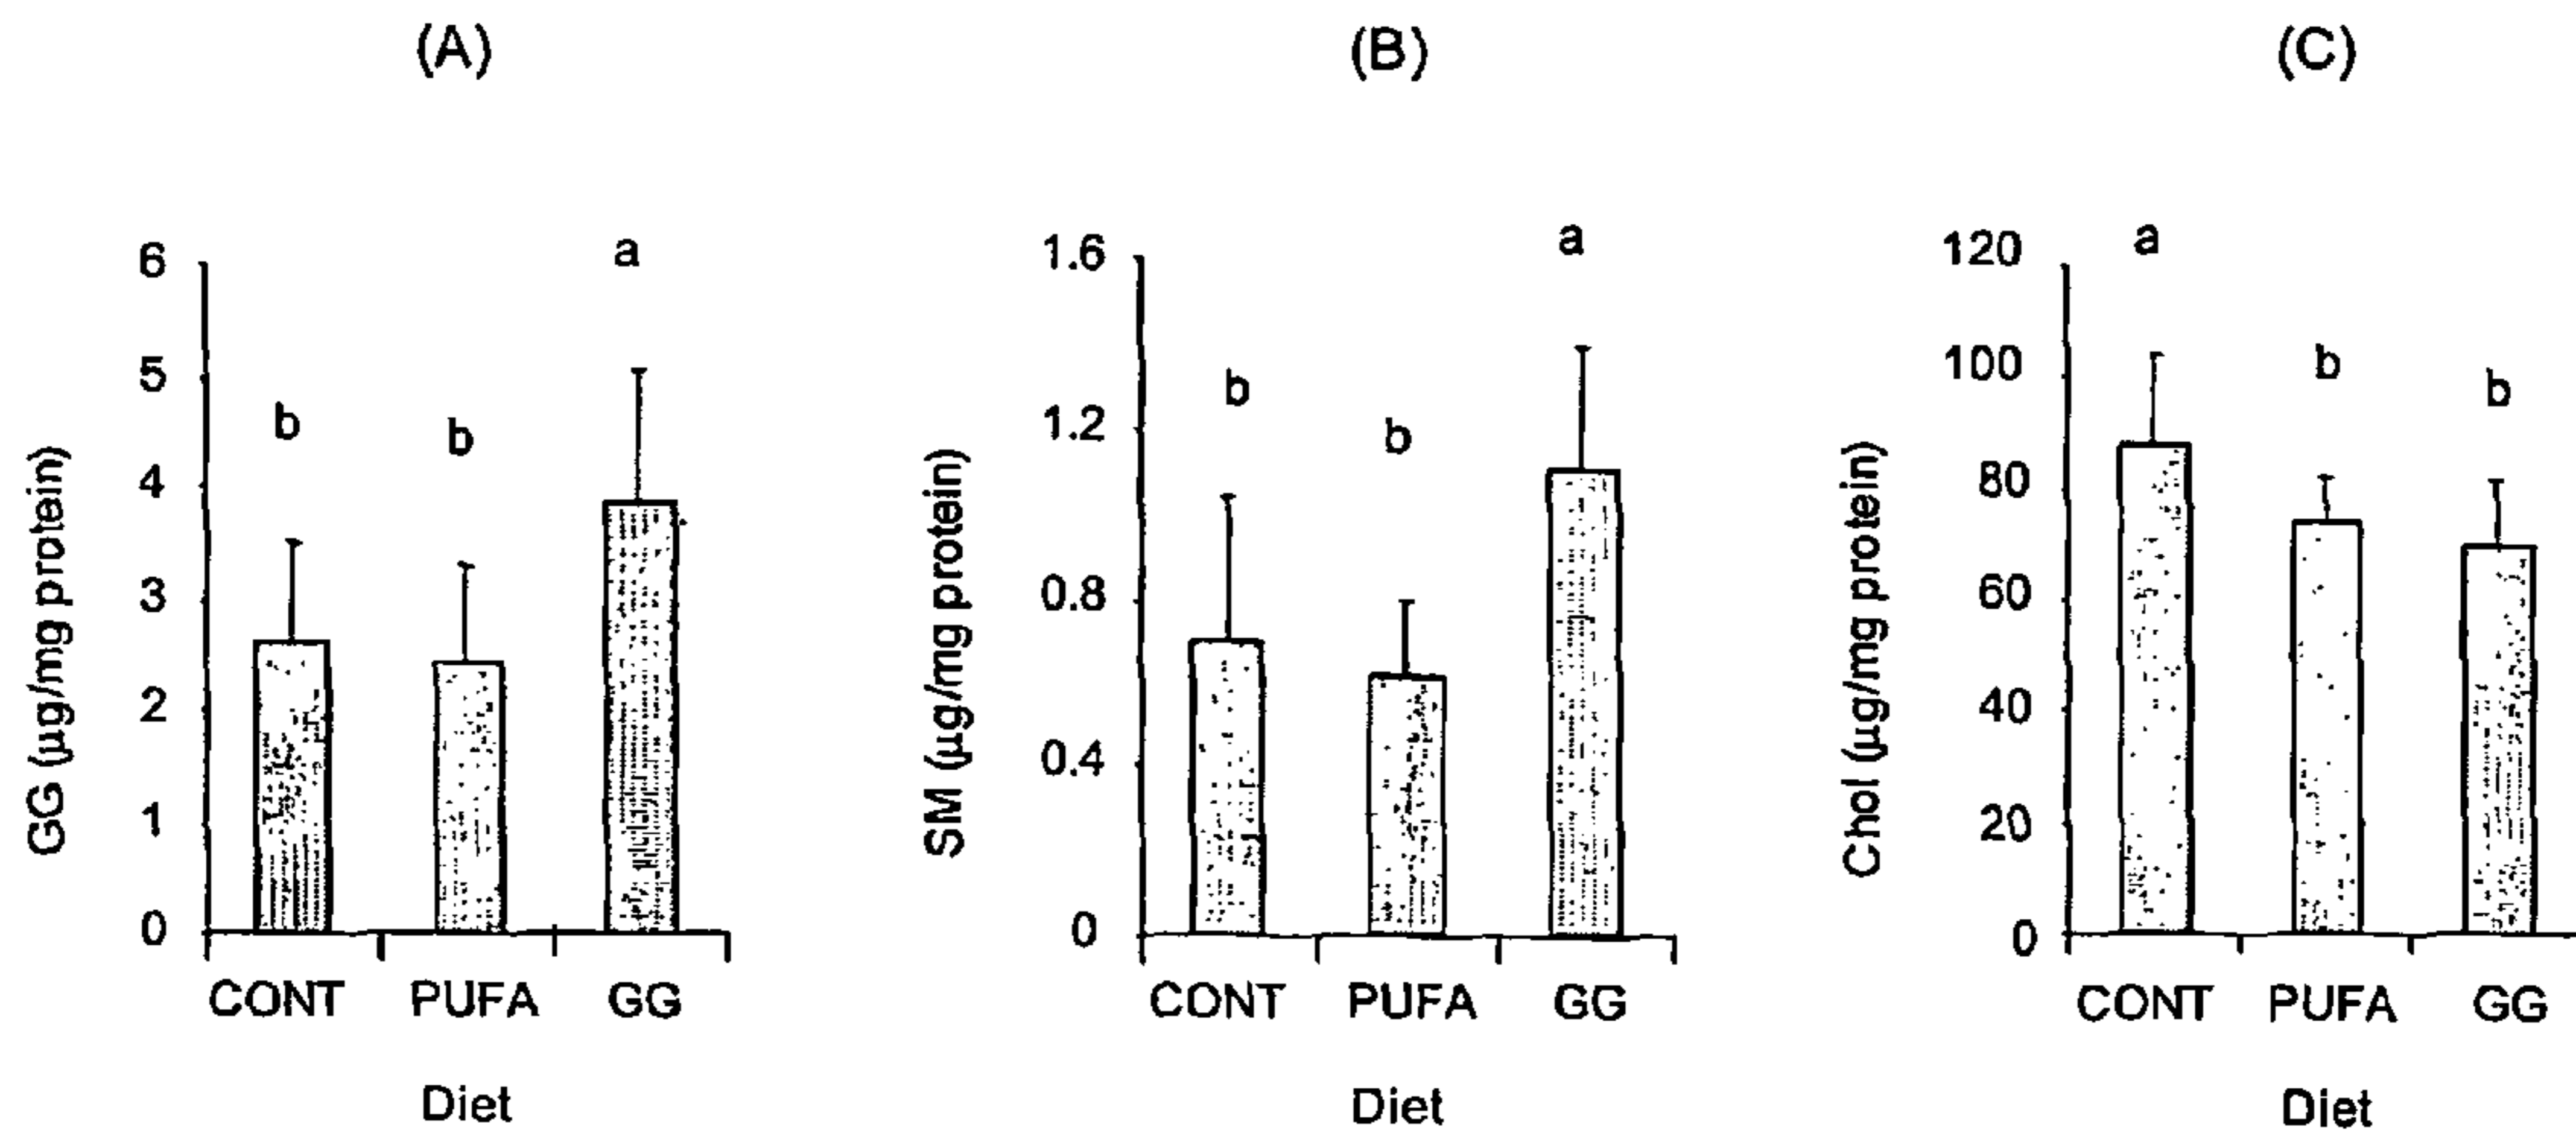 (A)
6
5
4
3
2
1
0
GG (µg/mg protein)
b
b
a
CONT PUFA GG
Diet
(B)
1.6
1.2
0.8
0.4
0
SM (µg/mg protein)
b
b
a
CONT PUFA GG
Diet
(C)
120
100
80
60
40
20
0
Chol (µg/mg protein)
a
b
b
CONT PUFA GG
Diet